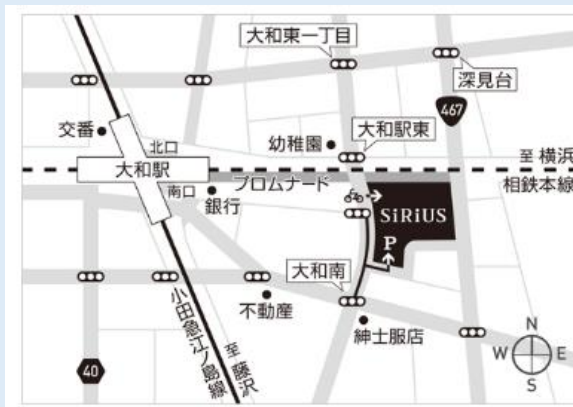 大和東一丁目
深見台
467
交番
北口
幼稚園
大和駅東
至 横浜
大和駅
相鉄本線
南口
プロムナード
銀行
SiRiUS
P
大和南
不動産
紳士服店
小田急江ノ島線
至 藤沢
40
N
W
E
S